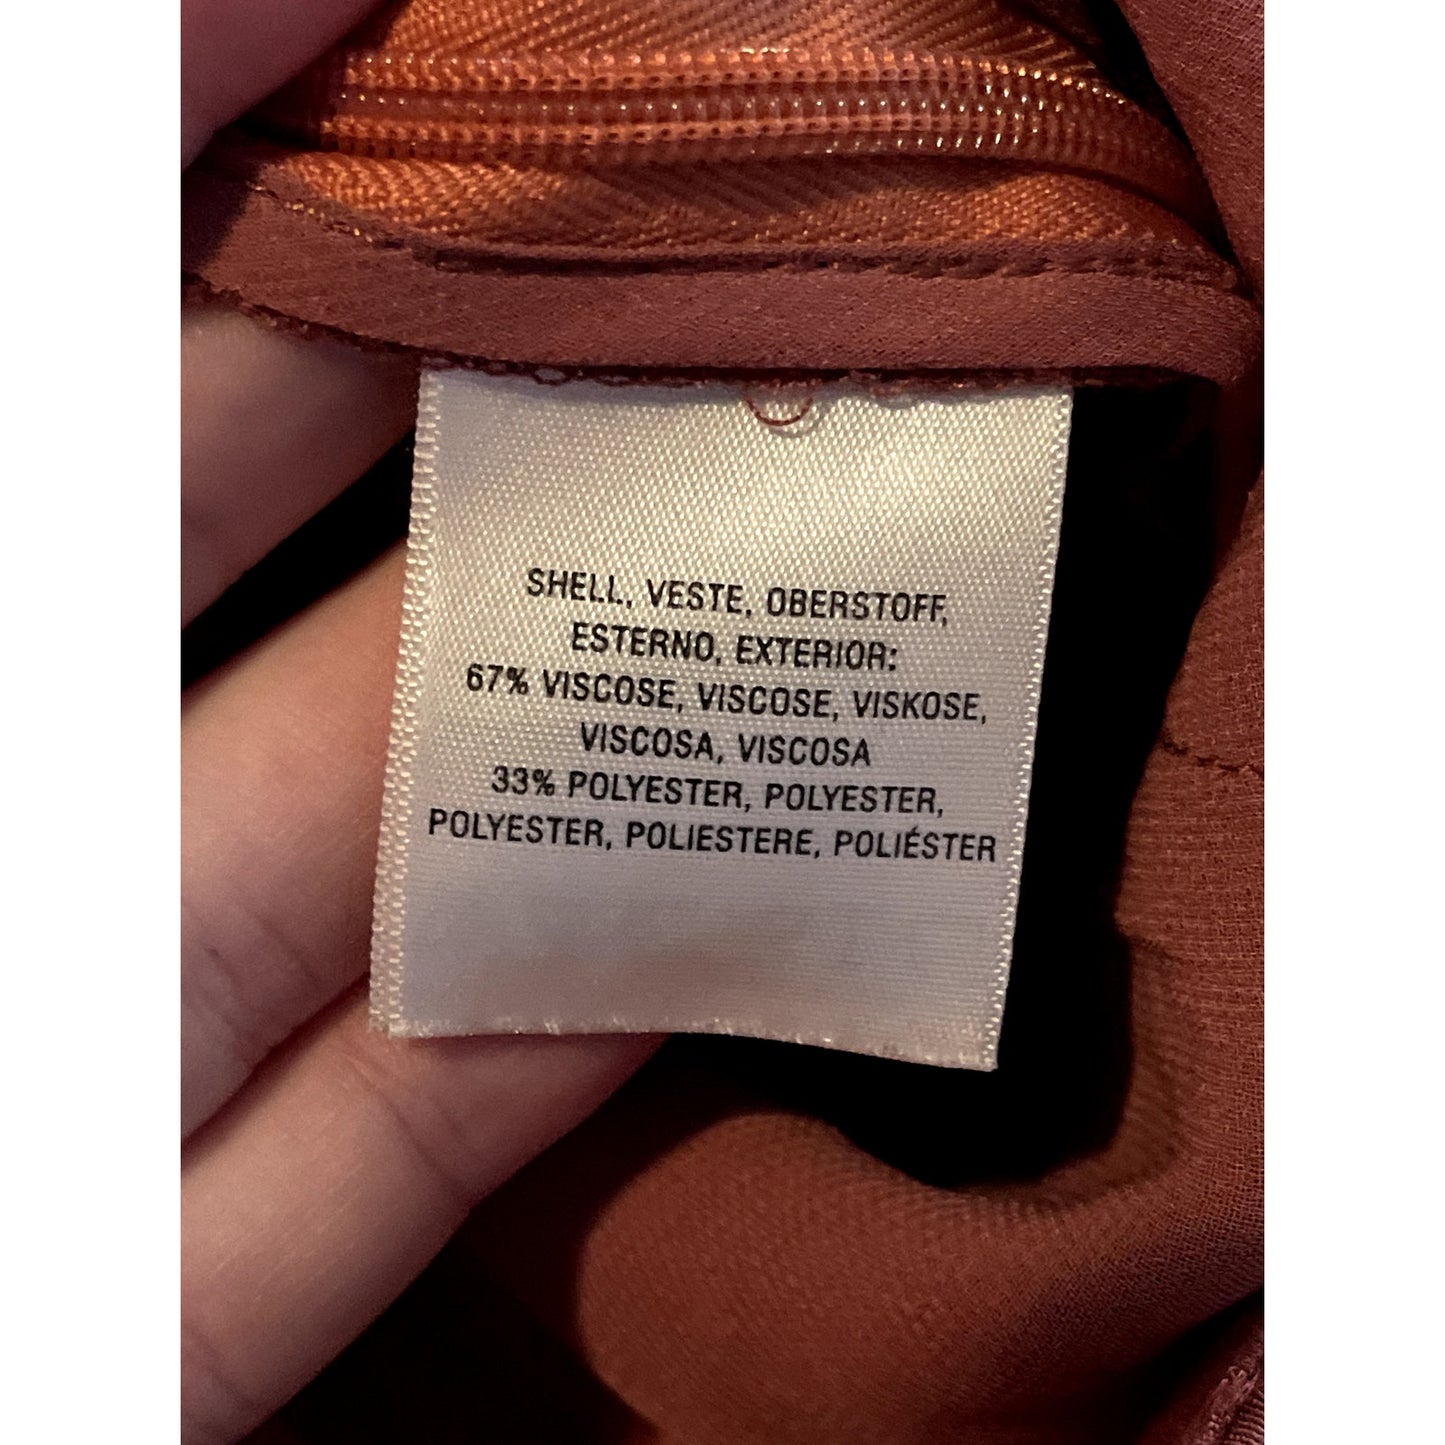 SHELL, VESTE, OBERSTOFF,
ESTERNO, EXTERIOR:
67% VISCOSE, VISCOSE, VISKOSE,
VISCOSA, VISCOSA
33% POLYESTER, POLYESTER,
POLYESTER, POLIESTERE, POLIÉSTER